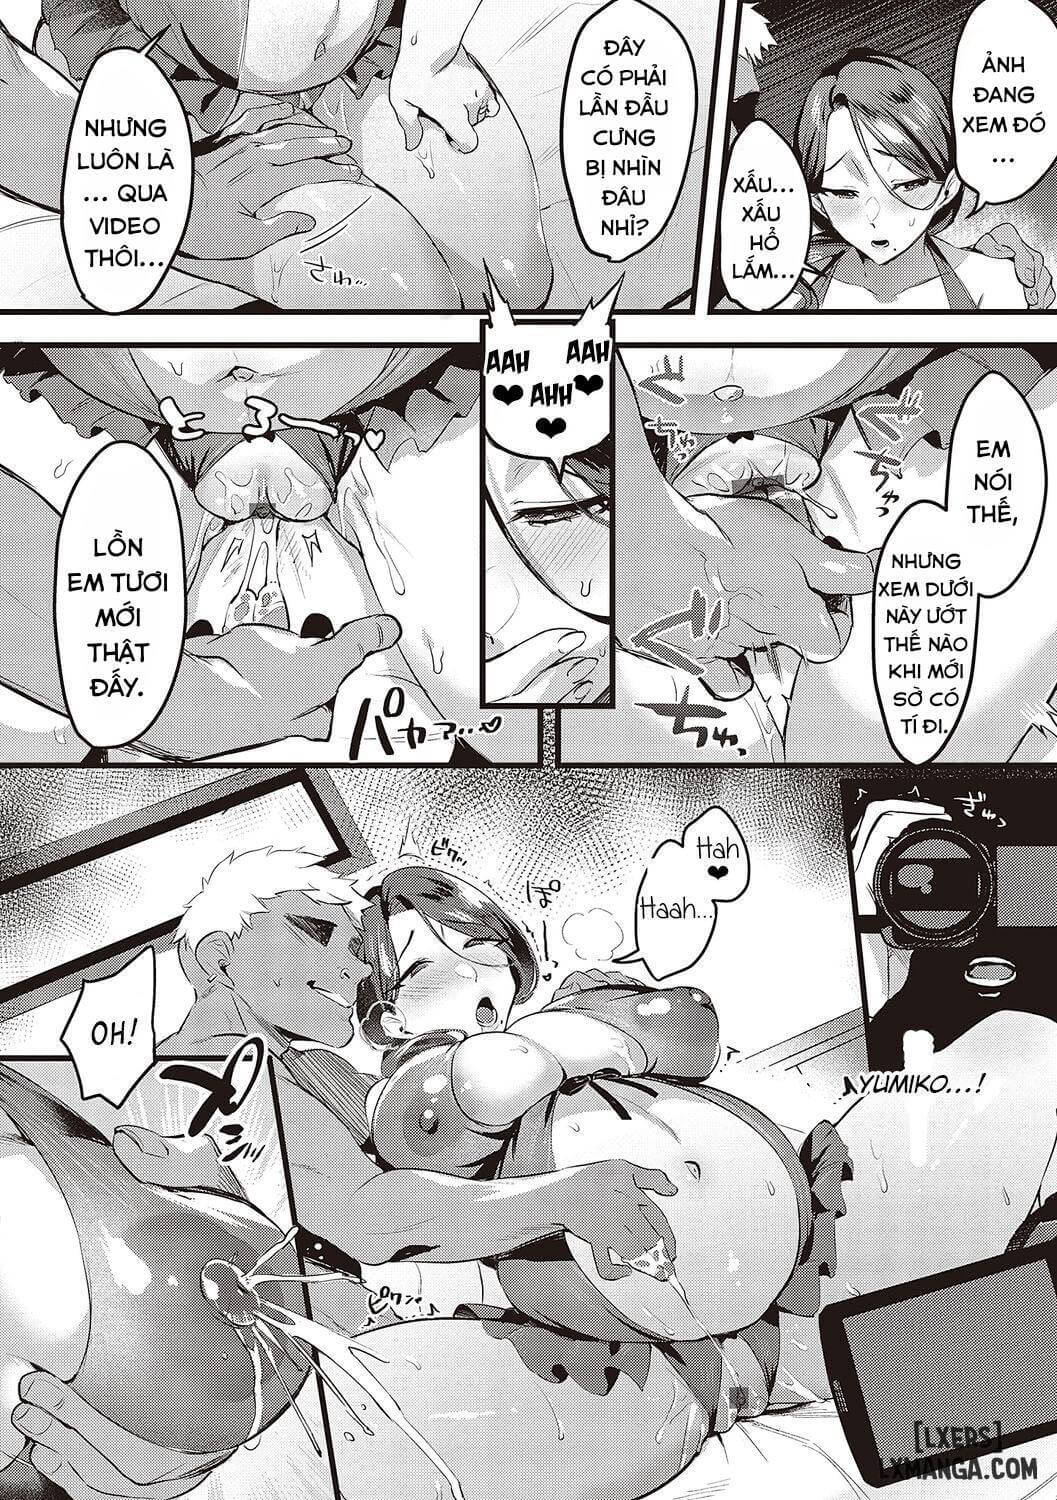 ẢNH
ĐANG
XEM ĐÓ
...
XẤU...
XẤU
HỔ
LẮM...
ĐÂY
CÓ PHẢI
LẦN ĐẦU
CƯNG
BỊ NHÌN
ĐÂU
NHỈ?
NHƯNG
LUÔN LÀ
... QUA
VIDEO
THÔI...
EM
NÓI
THẾ,
NHƯNG
XEM DƯỚI
NÀY ƯỚT
THẾ NÀO
KHI MỚI
SỜ CÓ
TÍ ĐI.
AAH
AAH
AHH
LỒN
EM TƯƠI
MỚI
THẬT
ĐẤY.
Hah
Haah...
YUMIKO...!
OH!
[LXERS]
LXMANGA.COM